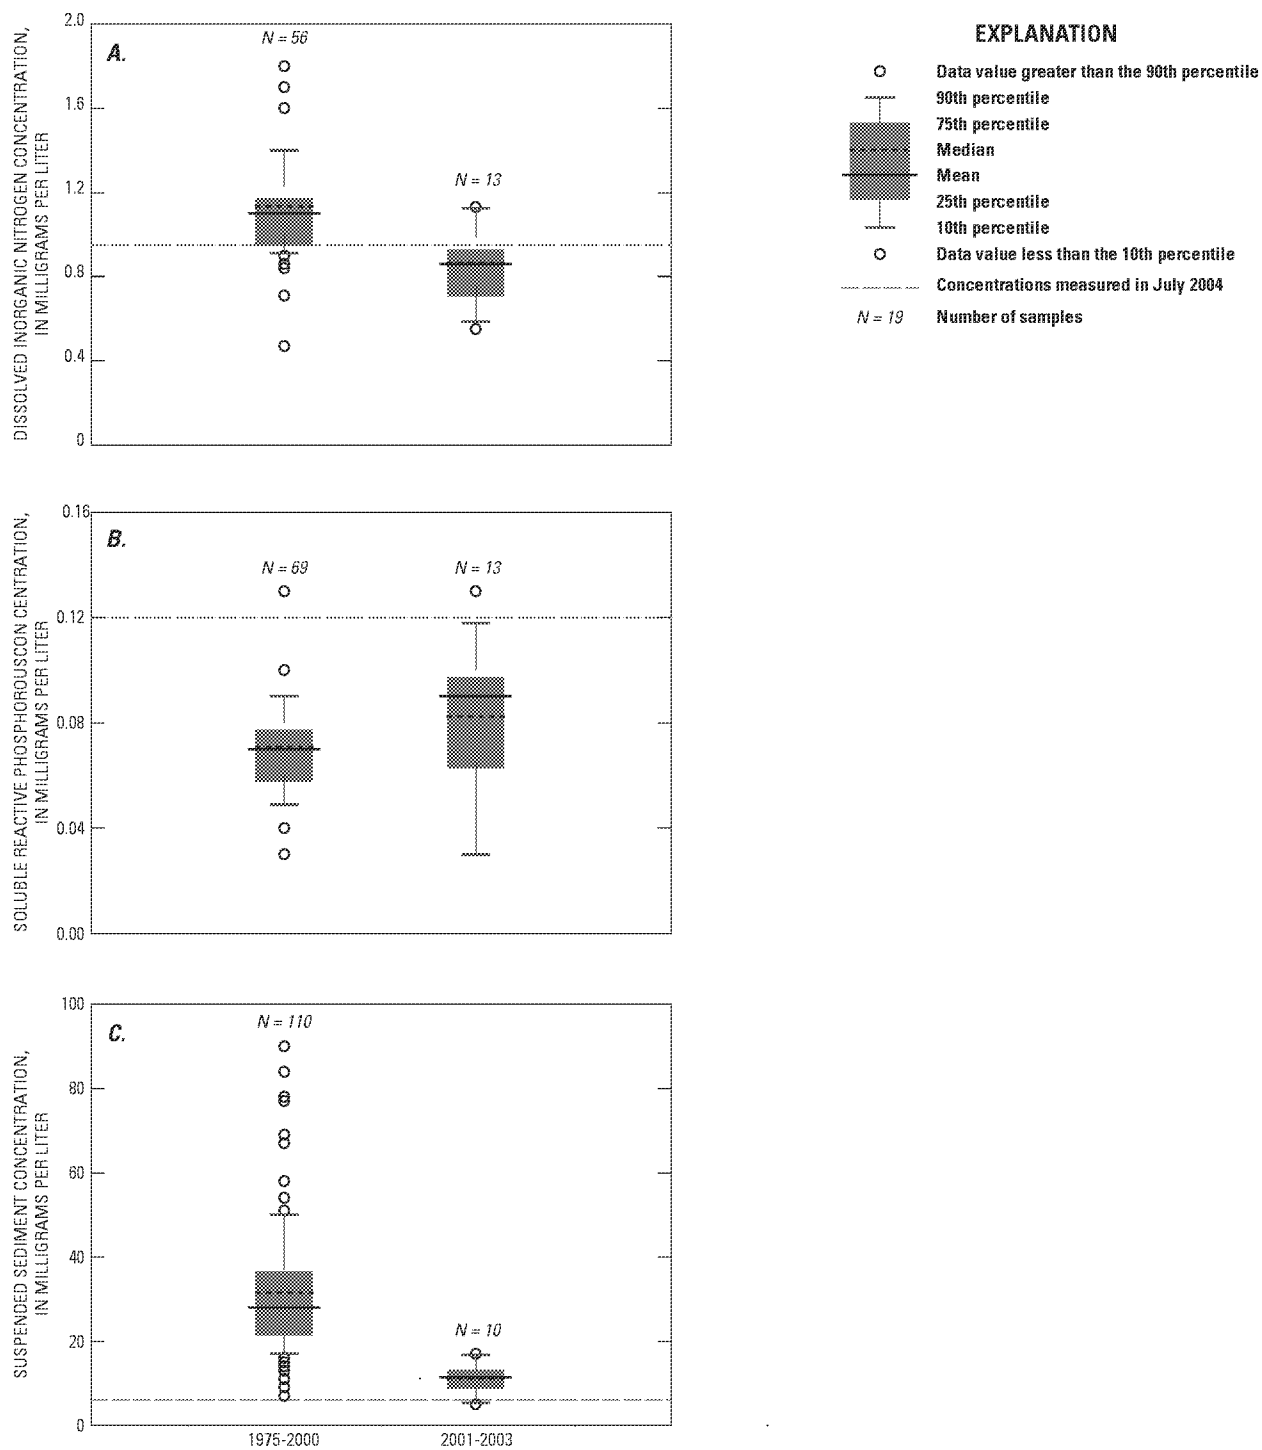 DISSOLVED INORGANIC NITROGEN CONCENTRATION,
IN MILLIGRAMS PER LITER
2.0
1.6
1.2
0.8
0.4
0
A.
N = 56
N = 13
EXPLANATION
Data value greater than the 90th percentile
90th percentile
75th percentile
Median
Mean
25th percentile
10th percentile
Data value less than the 10th percentile
Concentrations measured in July 2004
N = 19 Number of samples
SOLUBLE REACTIVE PHOSPHOROUSCON CENTRATION,
IN MILLIGRAMS PER LITER
0.16
0.12
0.08
0.04
0.00
B.
N = 69
N = 13
SUSPENDED SEDIMENT CONCENTRATION,
IN MILLIGRAMS PER LITER
100
80
60
40
20
0
C.
N = 110
N = 10
1975-2000
2001-2003